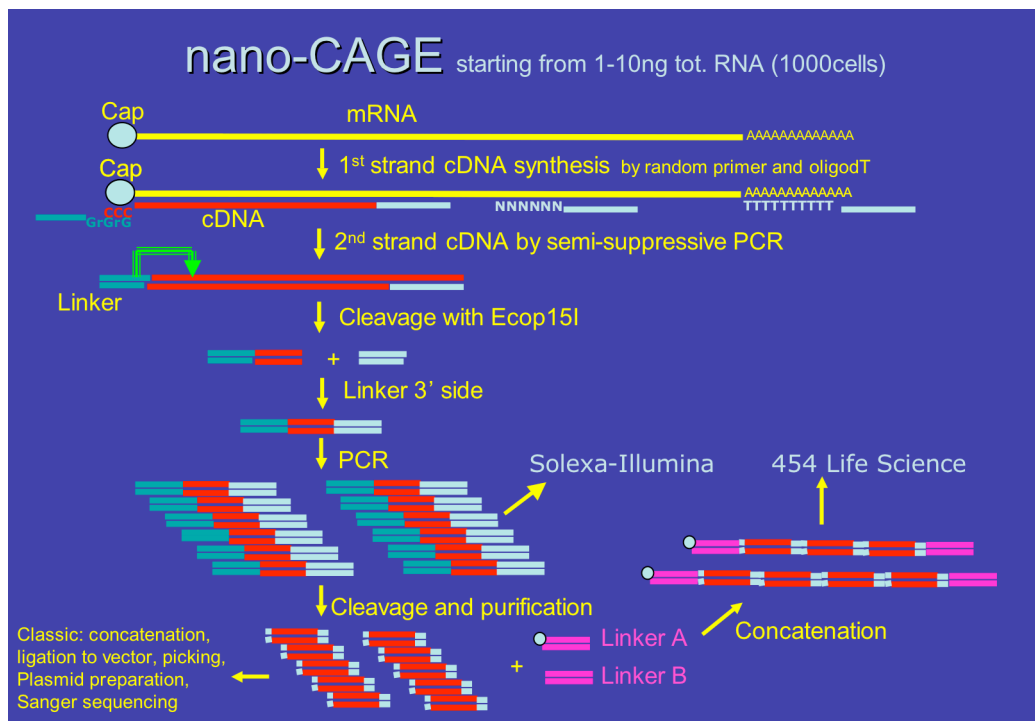 nano-CAGE starting from 1-10ng tot. RNA (1000cells)
Cap
mRNA
AAAAAAAAAAAAA
1st strand cDNA synthesis by random primer and oligodT
Cap
AAAAAAAAAAAAA
CCC
GrGrG
cDNA
NNNNNN
TTTTTTTTTT
2nd strand cDNA by semi-suppressive PCR
Linker
Cleavage with Ecop15I
+
Linker 3’ side
PCR
Solexa-Illumina
454 Life Science
Cleavage and purification
Classic: concatenation,
ligation to vector, picking,
Plasmid preparation,
Sanger sequencing
+
Linker A
Linker B
Concatenation